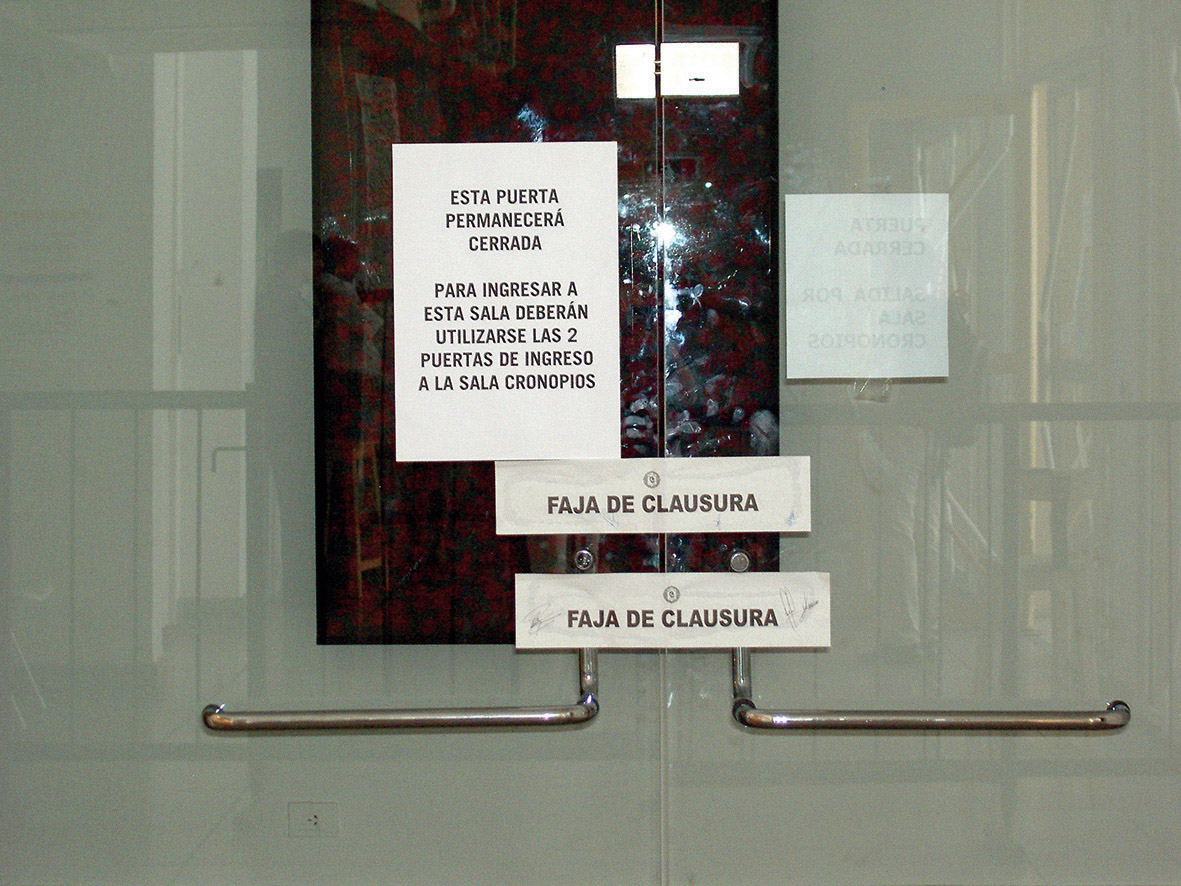 ESTA PUERTA
PERMANECERÁ
CERRADA
PARA INGRESAR A
ESTA SALA DEBERÁN
UTILIZARSE LAS 2
PUERTAS DE INGRESO
A LA SALA CRONOPIOS
PUERTA
CERRADA
SALIDA POR
SALA
CRONOPIOS
FAJA DE CLAUSURA
FAJA DE CLAUSURA